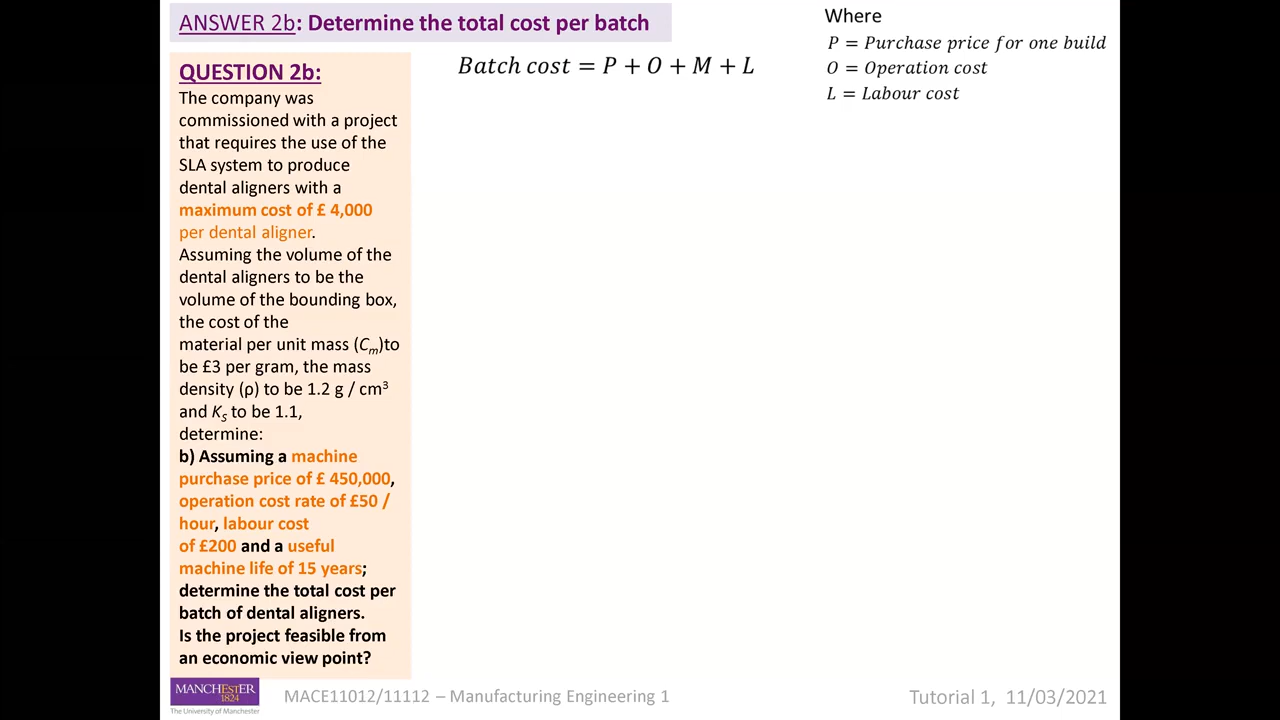 ANSWER 2b: Determine the total cost per batch
QUESTION 2b:
The company was
commissioned with a project
that requires the use of the
SLA system to produce
dental aligners with a
maximum cost of £ 4,000
per dental aligner.
Assuming the volume of the
dental aligners to be the
volume of the bounding box,
the cost of the
material per unit mass (Cm)to
be £3 per gram, the mass
density (ρ) to be 1.2 g / cm³
and KS to be 1.1,
determine:
b) Assuming a machine
purchase price of £ 450,000,
operation cost rate of £50 /
hour, labour cost
of £200 and a useful
machine life of 15 years;
determine the total cost per
batch of dental aligners.
Is the project feasible from
an economic view point?
Batch cost = P + O + M + L
Where
P = Purchase price for one build
O = Operation cost
L = Labour cost
MANCHESTER
1824
The University of Manchester
MACE11012/11112 – Manufacturing Engineering 1
Tutorial 1, 11/03/2021